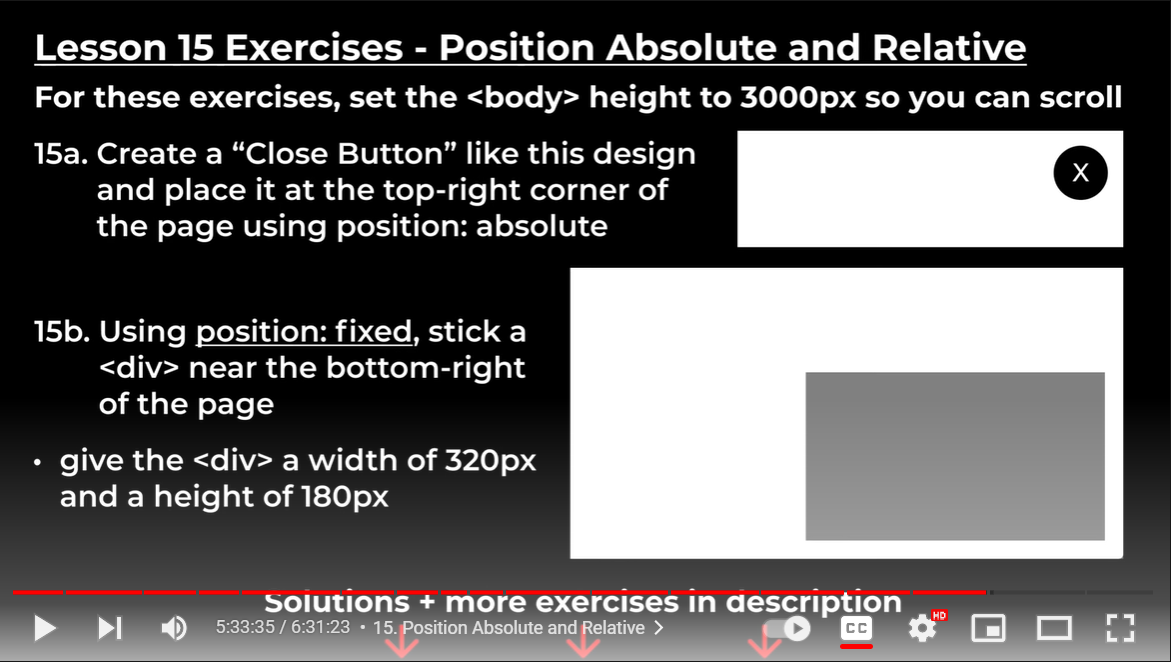 Lesson 15 Exercises - Position Absolute and Relative
For these exercises, set the <body> height to 3000px so you can scroll
15a. Create a “Close Button” like this design
and place it at the top-right corner of
the page using position: absolute
X
15b. Using position: fixed, stick a
<div> near the bottom-right
of the page
• give the <div> a width of 320px
and a height of 180px
Solutions + more exercises in description
5:33:35 / 6:31:23 • 15. Position Absolute and Relative
CC
HD